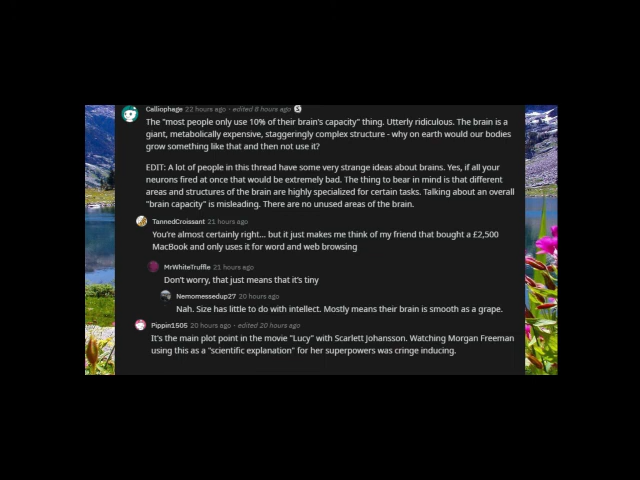 Calliophage 22 hours ago · edited 8 hours ago S
The "most people only use 10% of their brain's capacity" thing. Utterly ridiculous. The brain is a
giant, metabolically expensive, staggeringly complex structure - why on earth would our bodies
grow something like that and then not use it?
EDIT: A lot of people in this thread have some very strange ideas about brains. Yes, if all your
neurons fired at once that would be extremely bad. The thing to bear in mind is that different
areas and structures of the brain are highly specialized for certain tasks. Talking about an overall
"brain capacity" is misleading. There are no unused areas of the brain.
TannedCroissant 21 hours ago
You're almost certainly right... but it just makes me think of my friend that bought a £2,500
MacBook and only uses it for word and web browsing
MrWhiteTruffle 21 hours ago
Don't worry, that just means that it's tiny
Nemomessedup27 20 hours ago
Nah. Size has little to do with intellect. Mostly means their brain is smooth as a grape.
Pippin1505 20 hours ago · edited 20 hours ago
It's the main plot point in the movie "Lucy" with Scarlett Johansson. Watching Morgan Freeman
using this as a "scientific explanation" for her superpowers was cringe inducing.